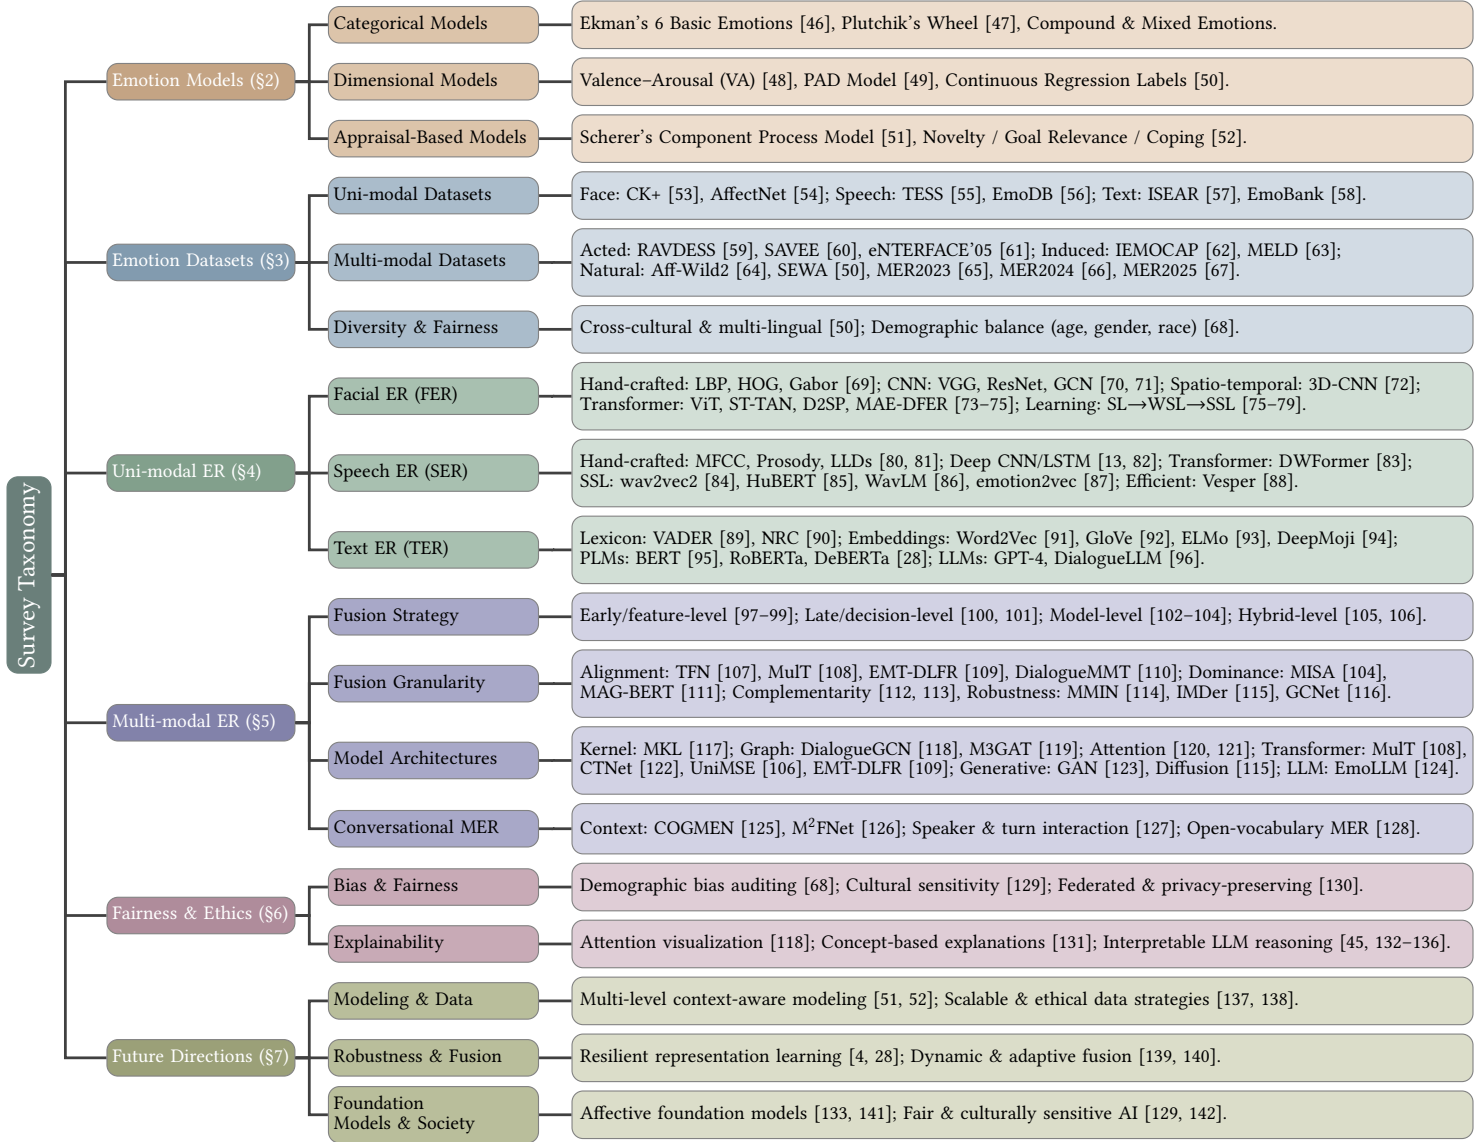 Survey Taxonomy
Emotion Models (§2)
Categorical Models
Ekman's 6 Basic Emotions [46], Plutchik's Wheel [47], Compound & Mixed Emotions.
Dimensional Models
Valence–Arousal (VA) [48], PAD Model [49], Continuous Regression Labels [50].
Appraisal-Based Models
Scherer's Component Process Model [51], Novelty / Goal Relevance / Coping [52].
Emotion Datasets (§3)
Uni-modal Datasets
Face: CK+ [53], AffectNet [54]; Speech: TESS [55], EmoDB [56]; Text: ISEAR [57], EmoBank [58].
Multi-modal Datasets
Acted: RAVDESS [59], SAVEE [60], eNTERFACE'05 [61]; Induced: IEMOCAP [62], MELD [63];
Natural: Aff-Wild2 [64], SEWA [50], MER2023 [65], MER2024 [66], MER2025 [67].
Diversity & Fairness
Cross-cultural & multi-lingual [50]; Demographic balance (age, gender, race) [68].
Uni-modal ER (§4)
Facial ER (FER)
Hand-crafted: LBP, HOG, Gabor [69]; CNN: VGG, ResNet, GCN [70, 71]; Spatio-temporal: 3D-CNN [72];
Transformer: ViT, ST-TAN, D2SP, MAE-DFER [73–75]; Learning: SL→WSL→SSL [75–79].
Speech ER (SER)
Hand-crafted: MFCC, Prosody, LLDs [80, 81]; Deep CNN/LSTM [13, 82]; Transformer: DWFormer [83];
SSL: wav2vec2 [84], HuBERT [85], WavLM [86], emotion2vec [87]; Efficient: Vesper [88].
Text ER (TER)
Lexicon: VADER [89], NRC [90]; Embeddings: Word2Vec [91], GloVe [92], ELMo [93], DeepMoji [94];
PLMs: BERT [95], RoBERTa, DeBERTa [28]; LLMs: GPT-4, DialogueLLM [96].
Multi-modal ER (§5)
Fusion Strategy
Early/feature-level [97–99]; Late/decision-level [100, 101]; Model-level [102–104]; Hybrid-level [105, 106].
Fusion Granularity
Alignment: TFN [107], MulT [108], EMT-DLFR [109], DialogueMMT [110]; Dominance: MISA [104],
MAG-BERT [111]; Complementarity [112, 113], Robustness: MMIN [114], IMDer [115], GCNet [116].
Model Architectures
Kernel: MKL [117]; Graph: DialogueGCN [118], M3GAT [119]; Attention [120, 121]; Transformer: MulT [108],
CTNet [122], UniMSE [106], EMT-DLFR [109]; Generative: GAN [123], Diffusion [115]; LLM: EmoLLM [124].
Conversational MER
Context: COGMEN [125], M²FNet [126]; Speaker & turn interaction [127]; Open-vocabulary MER [128].
Fairness & Ethics (§6)
Bias & Fairness
Demographic bias auditing [68]; Cultural sensitivity [129]; Federated & privacy-preserving [130].
Explainability
Attention visualization [118]; Concept-based explanations [131]; Interpretable LLM reasoning [45, 132–136].
Future Directions (§7)
Modeling & Data
Multi-level context-aware modeling [51, 52]; Scalable & ethical data strategies [137, 138].
Robustness & Fusion
Resilient representation learning [4, 28]; Dynamic & adaptive fusion [139, 140].
Foundation
Models & Society
Affective foundation models [133, 141]; Fair & culturally sensitive AI [129, 142].